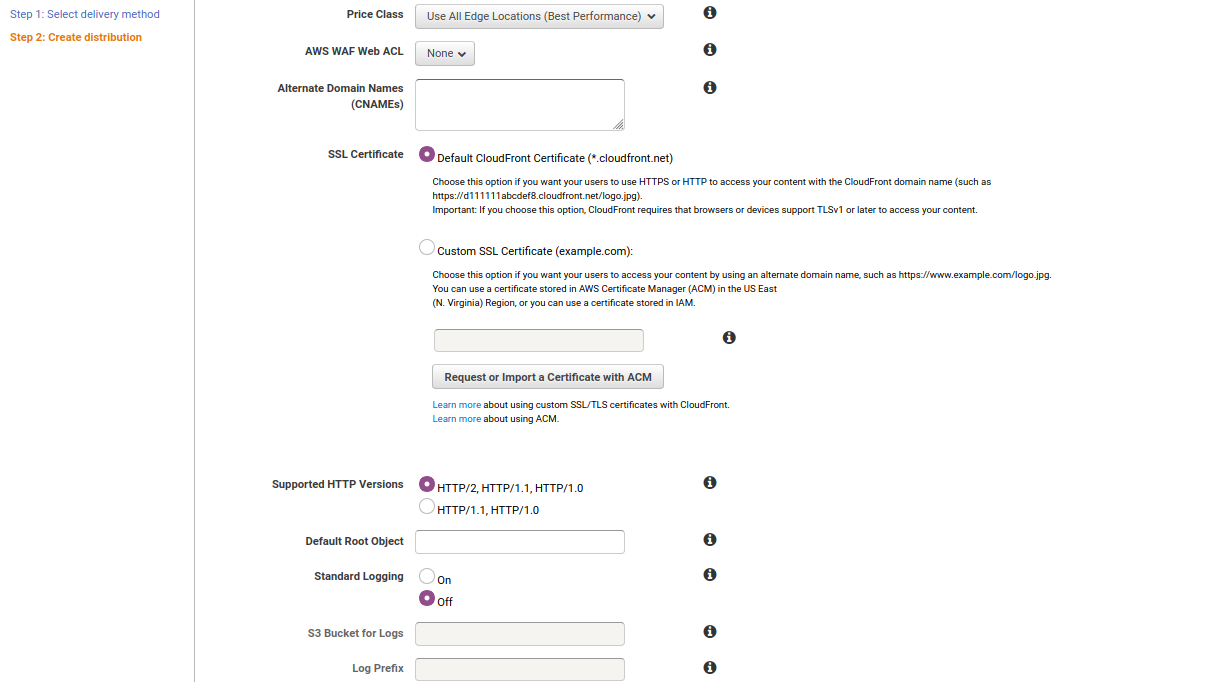 Step 1: Select delivery method
Step 2: Create distribution
Price Class
Use All Edge Locations (Best Performance)
AWS WAF Web ACL
None
Alternate Domain Names
(CNAMEs)
SSL Certificate
Default CloudFront Certificate (*.cloudfront.net)
Choose this option if you want your users to use HTTPS or HTTP to access your content with the CloudFront domain name (such as
https://d111111abcdef8.cloudfront.net/logo.jpg).
Important: If you choose this option, CloudFront requires that browsers or devices support TLSv1 or later to access your content.
Custom SSL Certificate (example.com):
Choose this option if you want your users to access your content by using an alternate domain name, such as https://www.example.com/logo.jpg.
You can use a certificate stored in AWS Certificate Manager (ACM) in the US East
(N. Virginia) Region, or you can use a certificate stored in IAM.
Request or Import a Certificate with ACM
Learn more about using custom SSL/TLS certificates with CloudFront.
Learn more about using ACM.
Supported HTTP Versions
HTTP/2, HTTP/1.1, HTTP/1.0
HTTP/1.1, HTTP/1.0
Default Root Object
Standard Logging
On
Off
S3 Bucket for Logs
Log Prefix